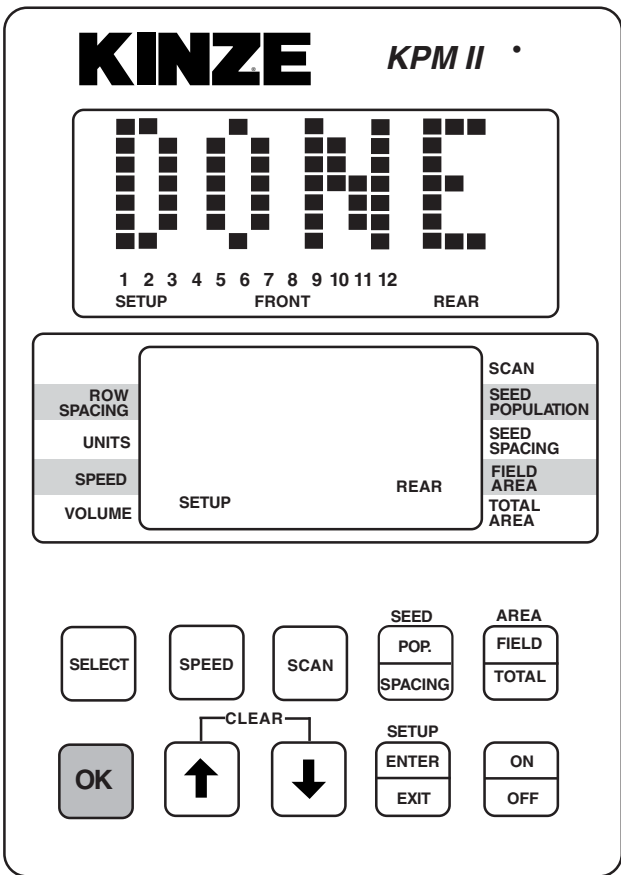 KINZE KPM II
DONE
1 2 3 4 5 6 7 8 9 10 11 12
SETUP FRONT REAR
SCAN
ROW
SPACING
SEED
POPULATION
UNITS
SEED
SPACING
SPEED
FIELD
AREA
SETUP REAR
VOLUME
TOTAL
AREA
SEED AREA
SELECT SPEED SCAN
POP.
SPACING
FIELD
TOTAL
CLEAR
SETUP
OK
ENTER
EXIT
ON
OFF